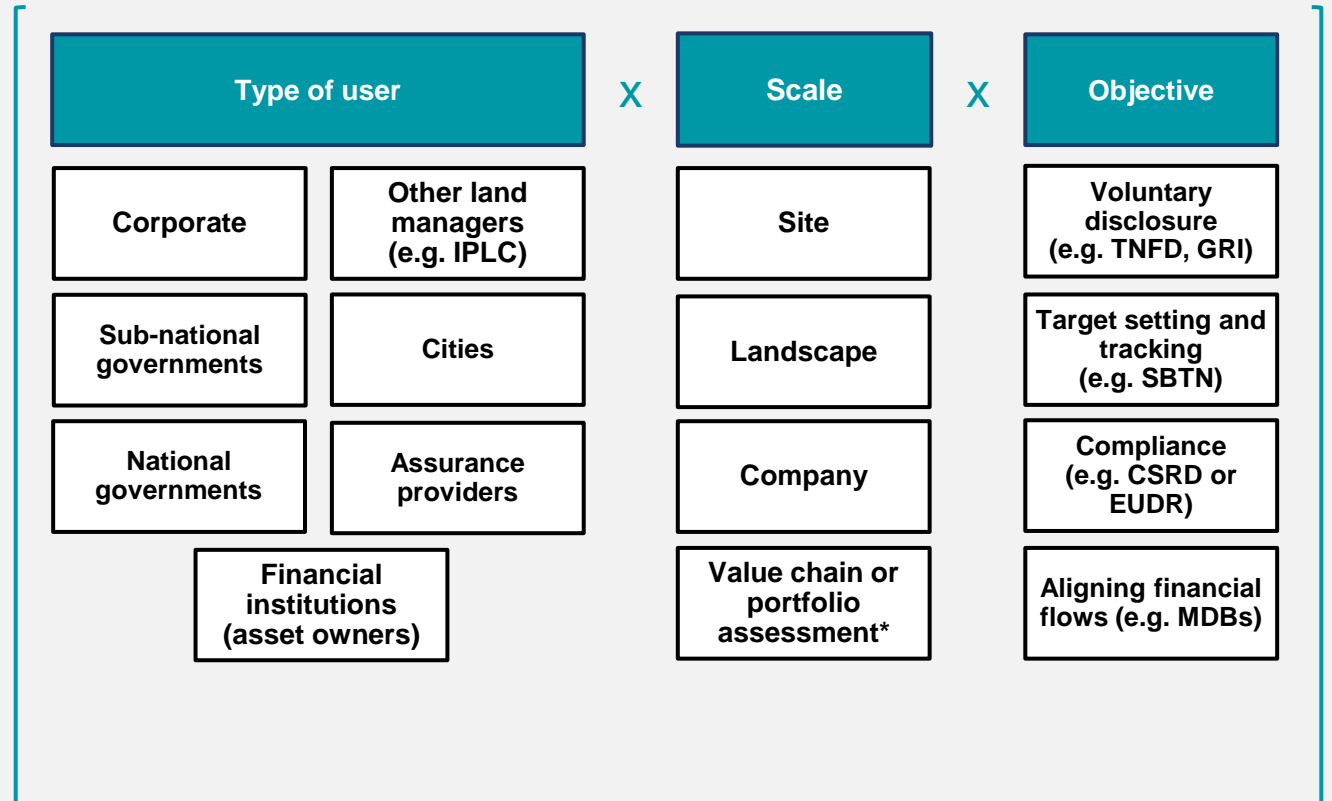 Type of user
X
Scale
X
Objective
Corporate
Other land
managers
(e.g. IPLC)
Site
Voluntary
disclosure
(e.g. TNFD, GRI)
Sub-national
governments
Cities
Landscape
Target setting and
tracking
(e.g. SBTN)
National
governments
Assurance
providers
Company
Compliance
(e.g. CSRD or
EUDR)
Financial
institutions
(asset owners)
Value chain or
portfolio
assessment*
Aligning financial
flows (e.g. MDBs)